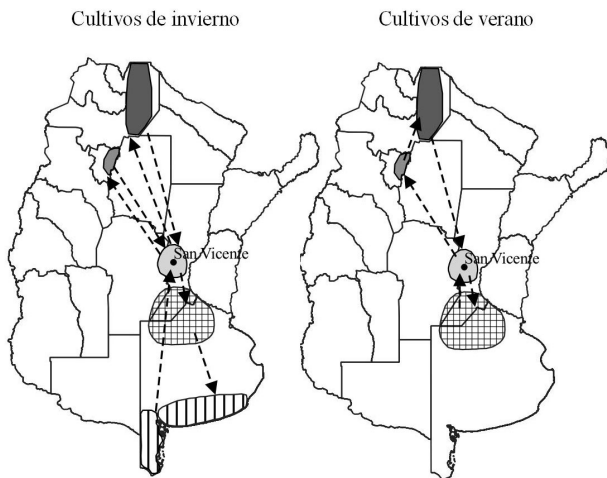 Cultivos de invierno
Cultivos de verano
San Vicente
San Vicente